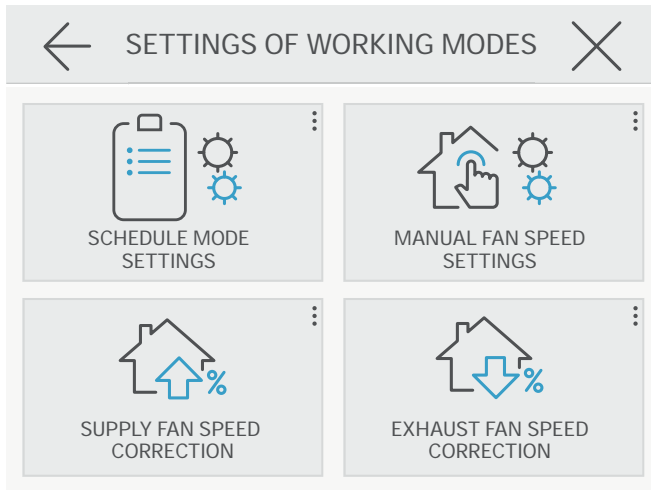 SETTINGS OF WORKING MODES
SCHEDULE MODE
SETTINGS
MANUAL FAN SPEED
SETTINGS
%
SUPPLY FAN SPEED
CORRECTION
%
EXHAUST FAN SPEED
CORRECTION